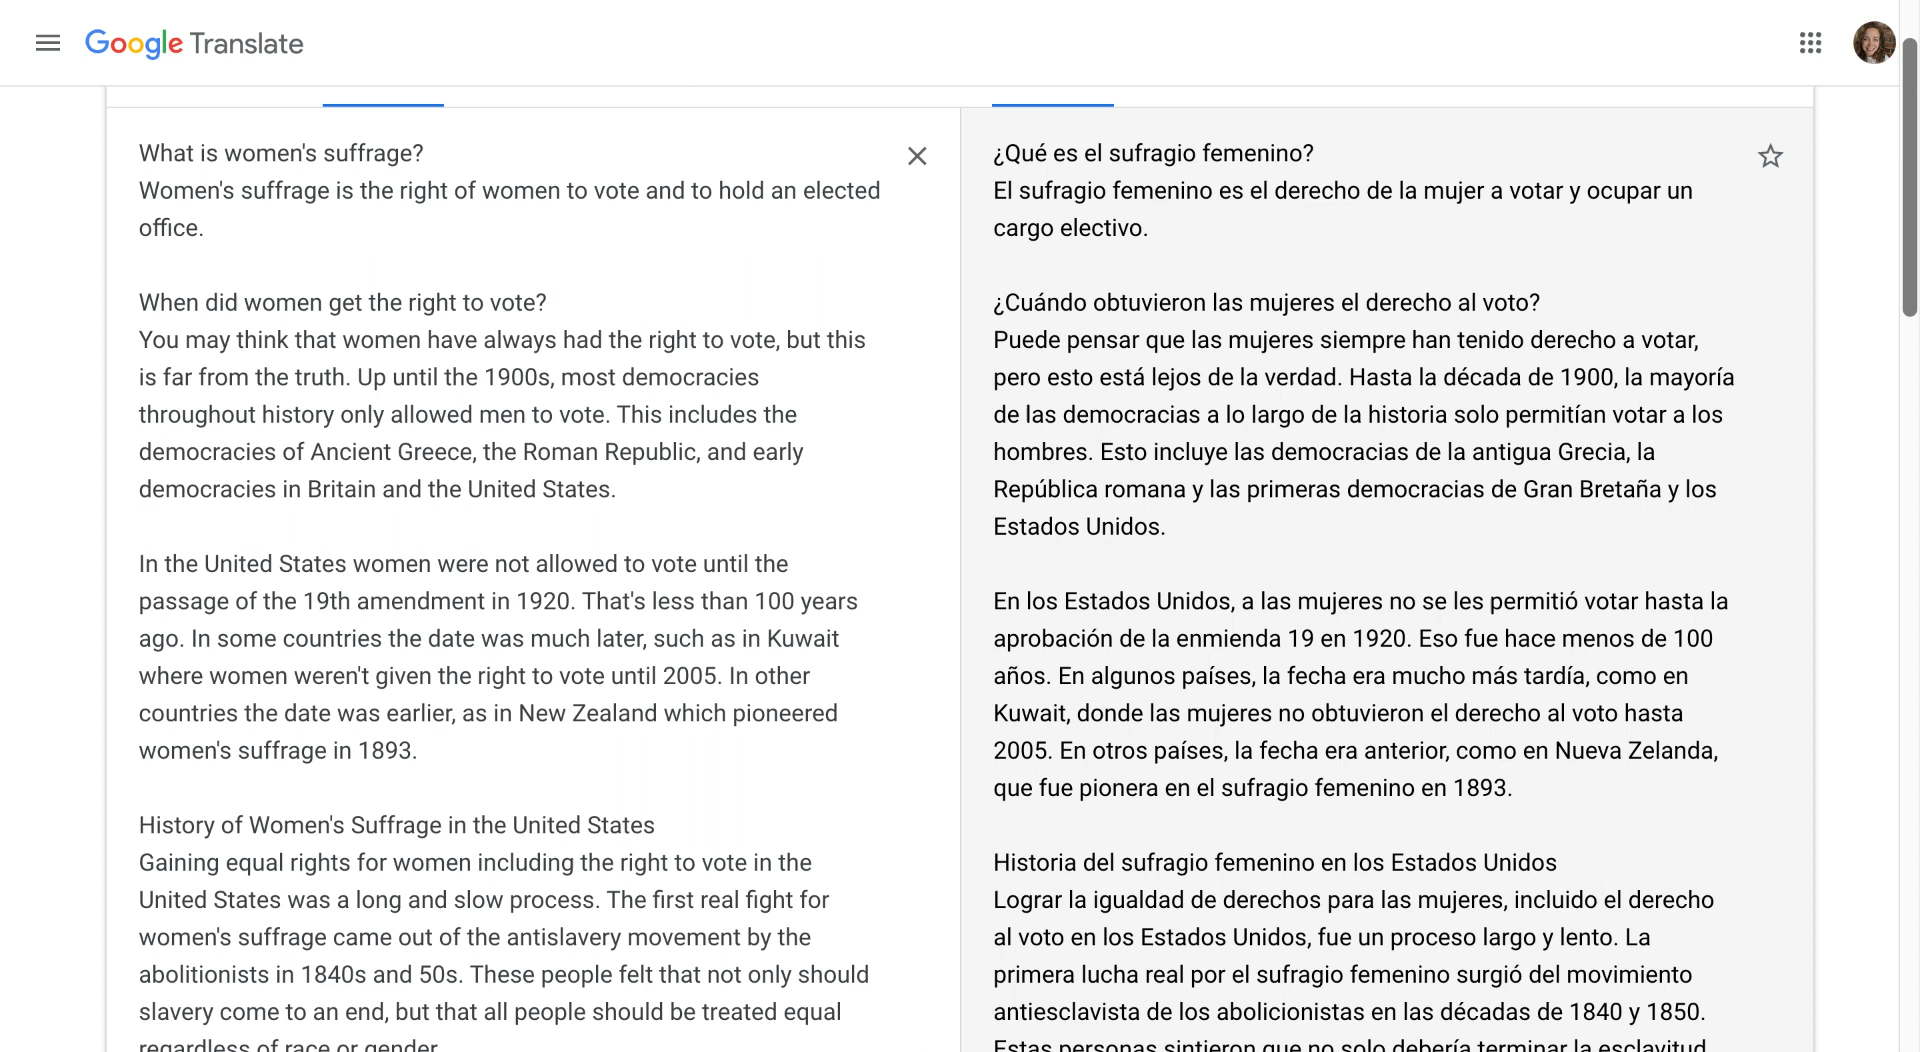 Google Translate
What is women's suffrage?
Women's suffrage is the right of women to vote and to hold an elected
office.
When did women get the right to vote?
You may think that women have always had the right to vote, but this
is far from the truth. Up until the 1900s, most democracies
throughout history only allowed men to vote. This includes the
democracies of Ancient Greece, the Roman Republic, and early
democracies in Britain and the United States.
In the United States women were not allowed to vote until the
passage of the 19th amendment in 1920. That's less than 100 years
ago. In some countries the date was much later, such as in Kuwait
where women weren't given the right to vote until 2005. In other
countries the date was earlier, as in New Zealand which pioneered
women's suffrage in 1893.
History of Women's Suffrage in the United States
Gaining equal rights for women including the right to vote in the
United States was a long and slow process. The first real fight for
women's suffrage came out of the antislavery movement by the
abolitionists in 1840s and 50s. These people felt that not only should
slavery come to an end, but that all people should be treated equal
regardless of race or gender.
¿Qué es el sufragio femenino?
El sufragio femenino es el derecho de la mujer a votar y ocupar un
cargo electivo.
¿Cuándo obtuvieron las mujeres el derecho al voto?
Puede pensar que las mujeres siempre han tenido derecho a votar,
pero esto está lejos de la verdad. Hasta la década de 1900, la mayoría
de las democracias a lo largo de la historia solo permitían votar a los
hombres. Esto incluye las democracias de la antigua Grecia, la
República romana y las primeras democracias de Gran Bretaña y los
Estados Unidos.
En los Estados Unidos, a las mujeres no se les permitió votar hasta la
aprobación de la enmienda 19 en 1920. Eso fue hace menos de 100
años. En algunos países, la fecha era mucho más tardía, como en
Kuwait, donde las mujeres no obtuvieron el derecho al voto hasta
2005. En otros países, la fecha era anterior, como en Nueva Zelanda,
que fue pionera en el sufragio femenino en 1893.
Historia del sufragio femenino en los Estados Unidos
Lograr la igualdad de derechos para las mujeres, incluido el derecho
al voto en los Estados Unidos, fue un proceso largo y lento. La
primera lucha real por el sufragio femenino surgió del movimiento
antiesclavista de los abolicionistas en las décadas de 1840 y 1850.
Estas personas sintieron que no solo debería terminar la esclavitud